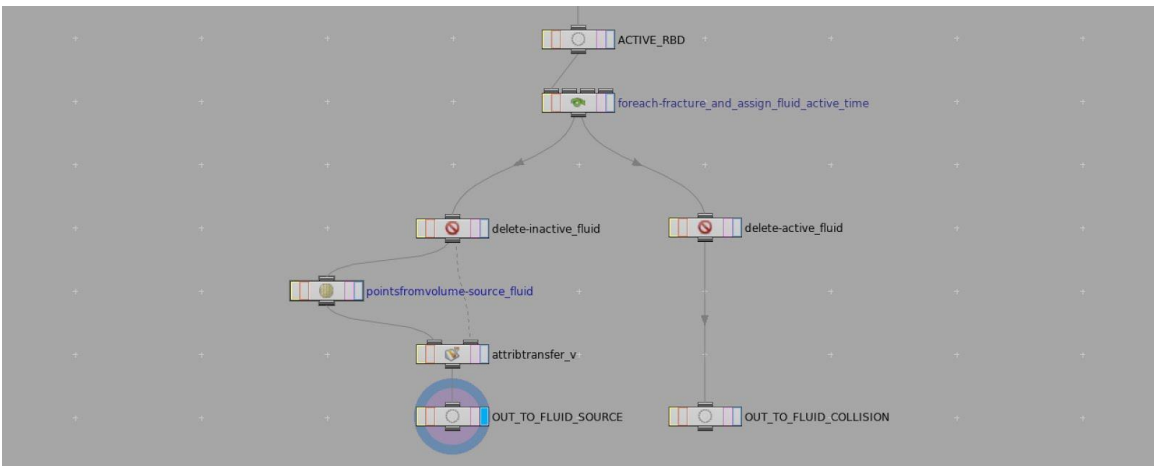 ACTIVE_RBD
foreach-fracture_and_assign_fluid_active_time
delete-inactive_fluid
delete-active_fluid
pointsfromvolume-source_fluid
attribtransfer_v
OUT_TO_FLUID_SOURCE
OUT_TO_FLUID_COLLISION